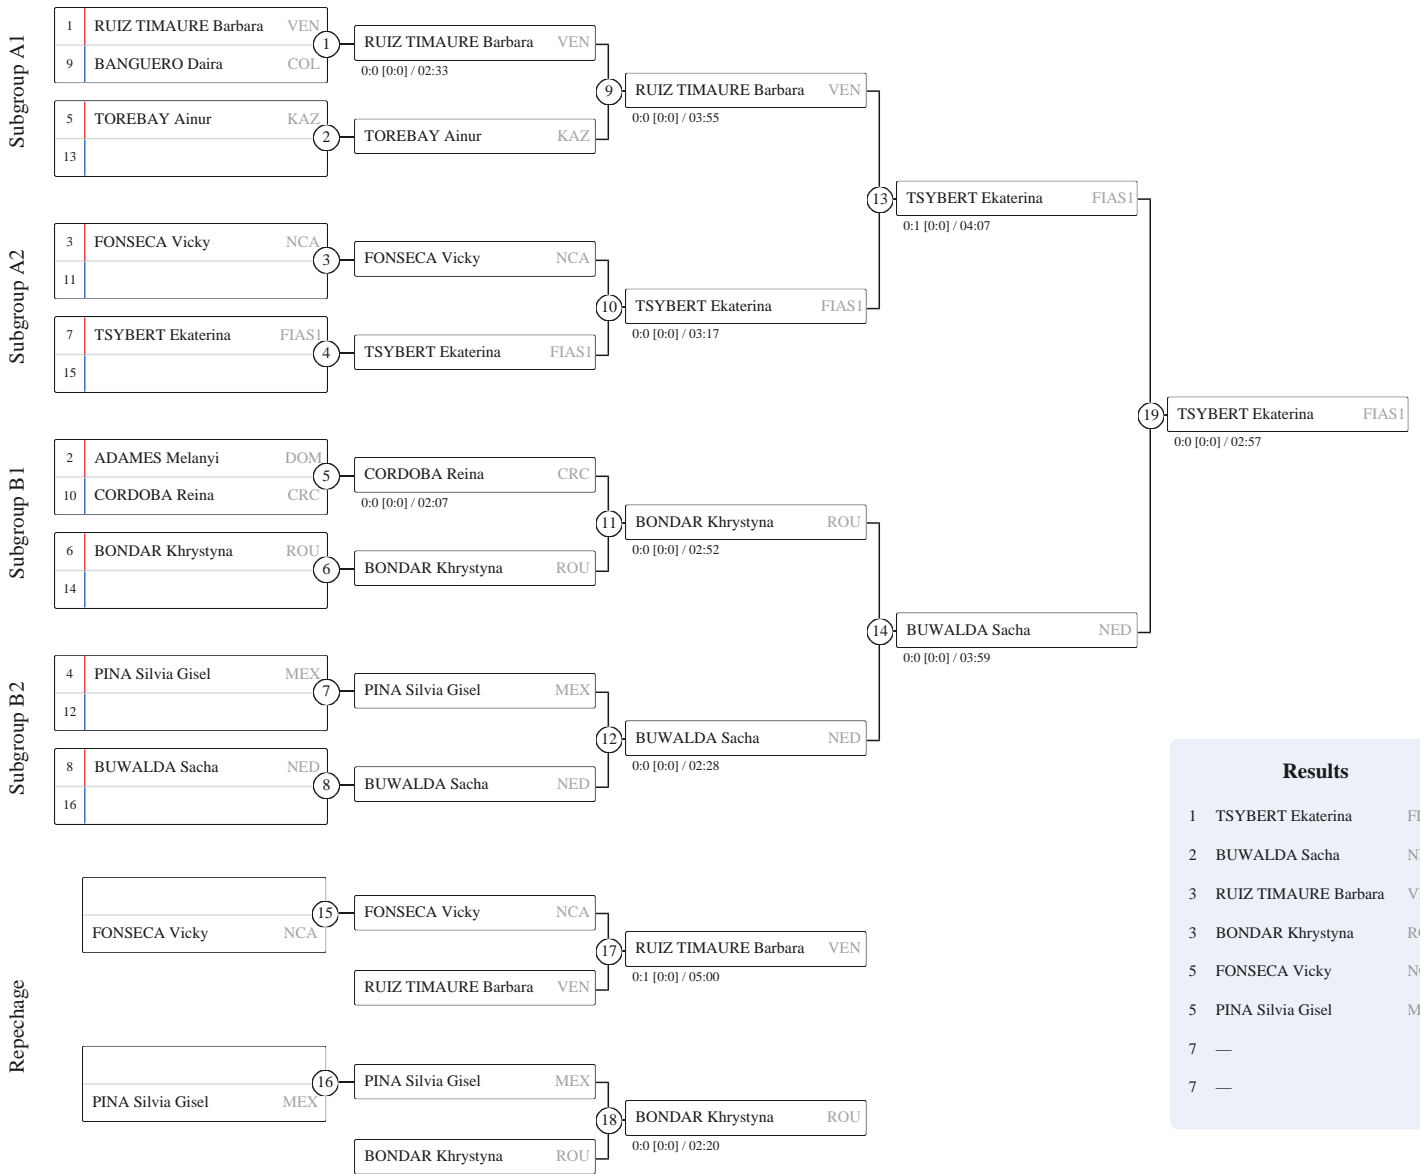 Subgroup A1
1 RUIZ TIMAURE Barbara VEN
9 BANGUERO Daira COL
1
5 TOREBAY Ainur KAZ
13
2
RUIZ TIMAURE Barbara VEN
0:0 [0:0] / 02:33
TOREBAY Ainur KAZ
9
RUIZ TIMAURE Barbara VEN
0:0 [0:0] / 03:55
Subgroup A2
3 FONSECA Vicky NCA
11
3
7 TSYBERT Ekaterina FIAS1
15
4
FONSECA Vicky NCA
TSYBERT Ekaterina FIAS1
10
TSYBERT Ekaterina FIAS1
0:0 [0:0] / 03:17
13
TSYBERT Ekaterina FIAS1
0:1 [0:0] / 04:07
Subgroup B1
2 ADAMES Melanyi DOM
10 CORDOBA Reina CRC
5
6 BONDAR Khrystyna ROU
14
6
CORDOBA Reina CRC
0:0 [0:0] / 02:07
BONDAR Khrystyna ROU
11
BONDAR Khrystyna ROU
0:0 [0:0] / 02:52
Subgroup B2
4 PINA Silvia Gisel MEX
12
7
8 BUWALDA Sacha NED
16
8
PINA Silvia Gisel MEX
BUWALDA Sacha NED
12
BUWALDA Sacha NED
0:0 [0:0] / 02:28
14
BUWALDA Sacha NED
0:0 [0:0] / 03:59
19
TSYBERT Ekaterina FIAS1
0:0 [0:0] / 02:57
Repechage
FONSECA Vicky NCA
15
FONSECA Vicky NCA
RUIZ TIMAURE Barbara VEN
17
RUIZ TIMAURE Barbara VEN
0:1 [0:0] / 05:00
PINA Silvia Gisel MEX
16
PINA Silvia Gisel MEX
BONDAR Khrystyna ROU
18
BONDAR Khrystyna ROU
0:0 [0:0] / 02:20
Results
1 TSYBERT Ekaterina
2 BUWALDA Sacha
3 RUIZ TIMAURE Barbara
3 BONDAR Khrystyna
5 FONSECA Vicky
5 PINA Silvia Gisel
7 —
7 —